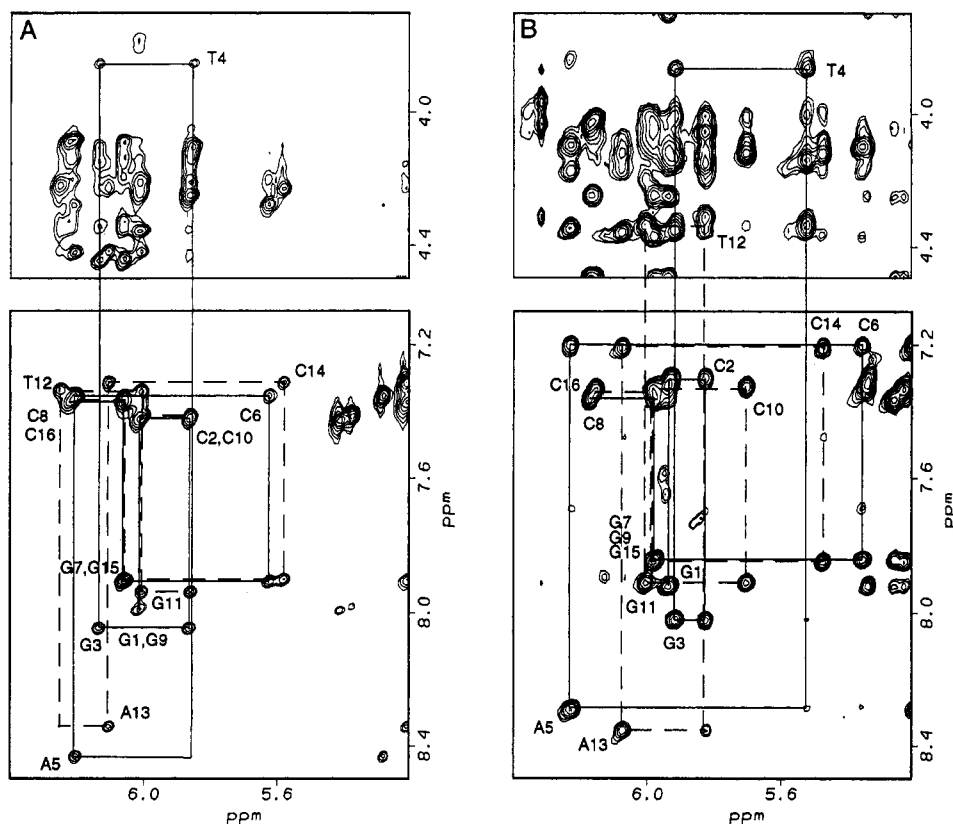 A
T4
4.0
4.4
7.2
T12
C14
C8
C6
C16
C2,C10
7.6
ppm
G7,G15
G11
G3
G1,G9
8.0
A13
A5
8.4
6.0
5.6
ppm
B
T4
4.0
T12
4.4
C14
C6
7.2
C16
C2
C8
C10
7.6
ppm
G7
G9
G15
G1
G11
G3
8.0
A5
A13
8.4
6.0
5.6
ppm